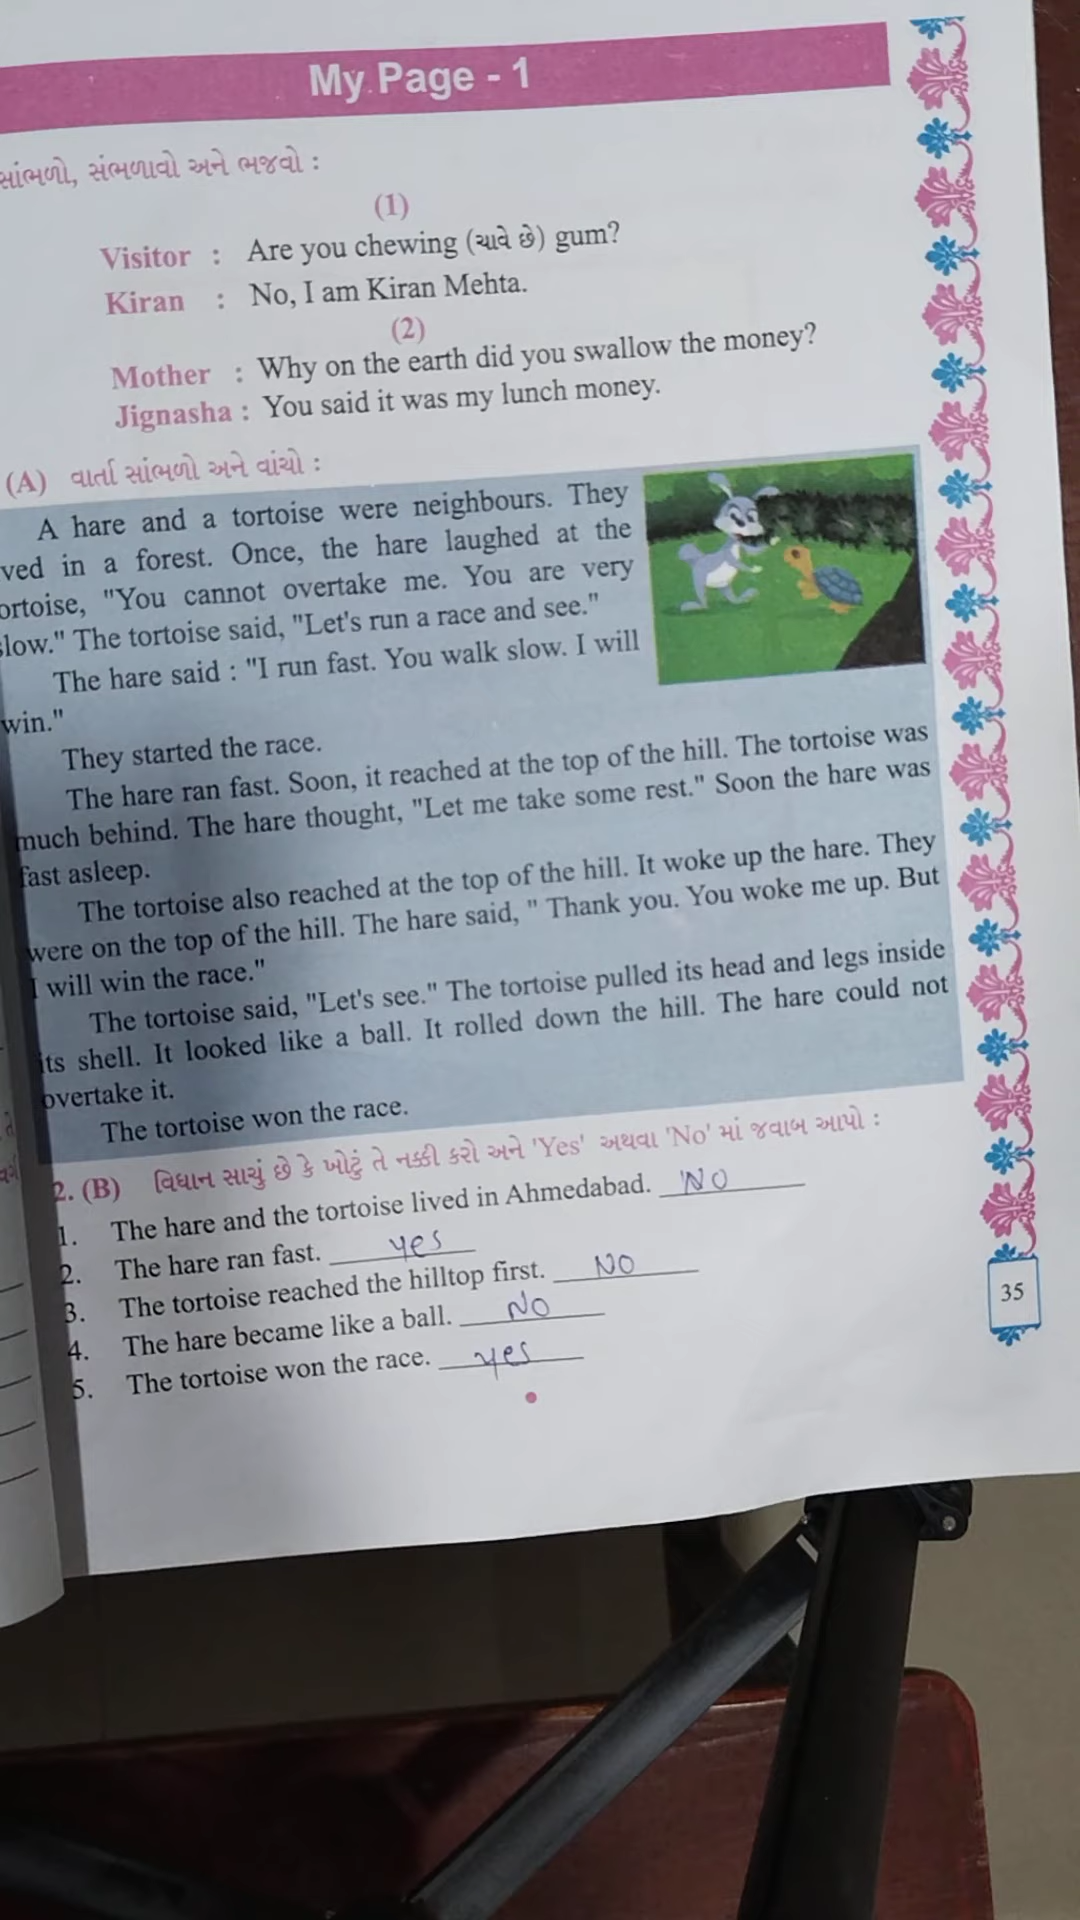 My Page - 1
સાંભળો, સંભળાવો અને ભજવો :
(1)
Visitor : Are you chewing (ચાવે છે) gum?
Kiran : No, I am Kiran Mehta.
(2)
Mother : Why on the earth did you swallow the money?
Jignasha : You said it was my lunch money.
(A) વાર્તા સાંભળો અને વાંચો :
A hare and a tortoise were neighbours. They
ved in a forest. Once, the hare laughed at the
ortoise, "You cannot overtake me. You are very
slow." The tortoise said, "Let's run a race and see."
The hare said : "I run fast. You walk slow. I will
win."
They started the race.
The hare ran fast. Soon, it reached at the top of the hill. The tortoise was
much behind. The hare thought, "Let me take some rest." Soon the hare was
fast asleep.
The tortoise also reached at the top of the hill. It woke up the hare. They
were on the top of the hill. The hare said, " Thank you. You woke me up. But
I will win the race."
The tortoise said, "Let's see." The tortoise pulled its head and legs inside
its shell. It looked like a ball. It rolled down the hill. The hare could not
overtake it.
The tortoise won the race.
2. (B) વિધાન સાચું છે કે ખોટું તે નક્કી કરો અને 'Yes' અથવા 'No' માં જવાબ આપો :
1. The hare and the tortoise lived in Ahmedabad. NO
2. The hare ran fast. yes
3. The tortoise reached the hilltop first. NO
4. The hare became like a ball. NO
5. The tortoise won the race. yes
35